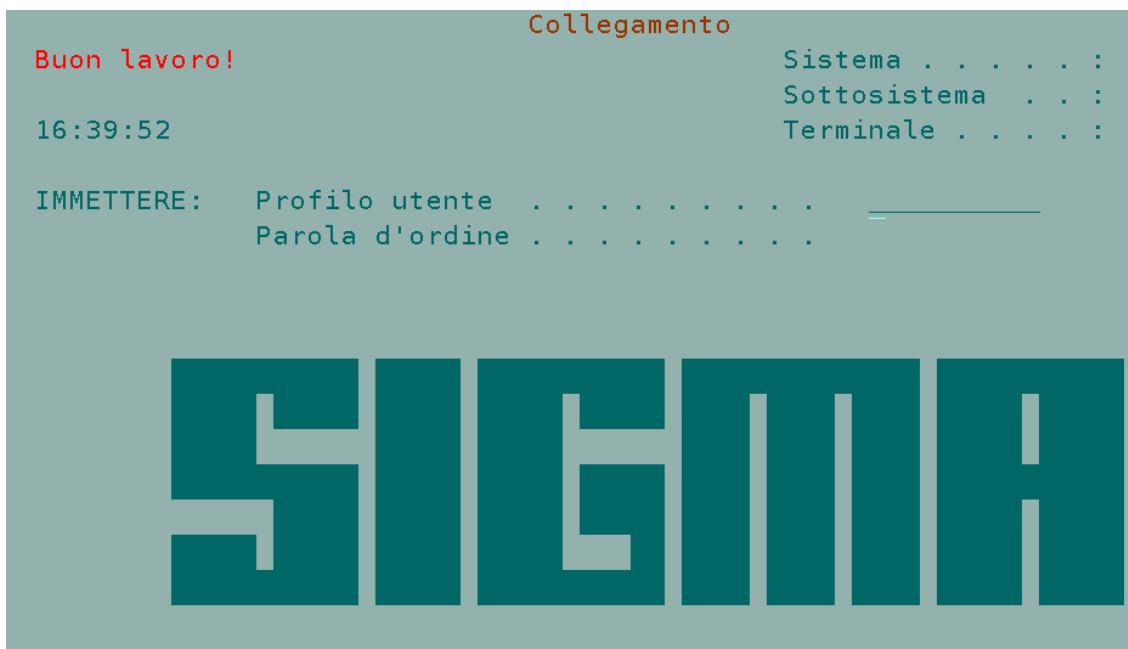 Collegamento
Buon lavoro! Sistema . . . . . :
Sottosistema . . :
16:39:52 Terminale . . . . :
IMMETTERE: Profilo utente . . . . . . . . .
Parola d'ordine . . . . . . . . .
SIGMA